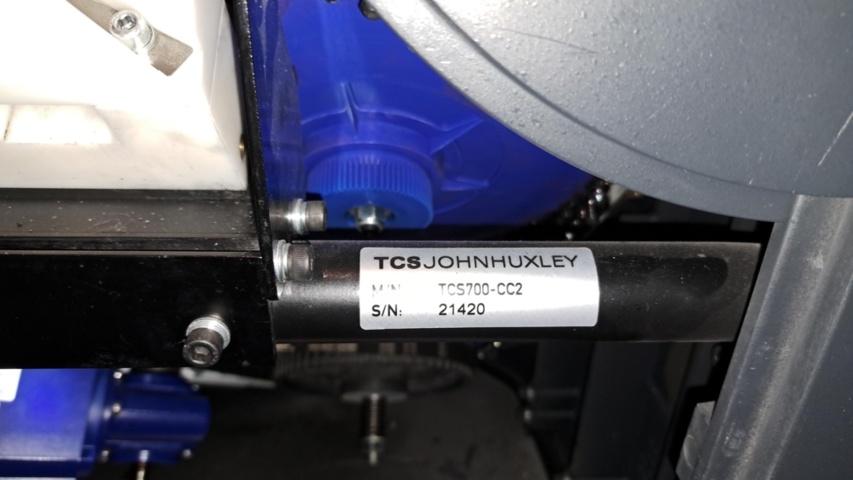 TCSJOHNHUXLEY
M/N: TCS700-CC2
S/N: 21420